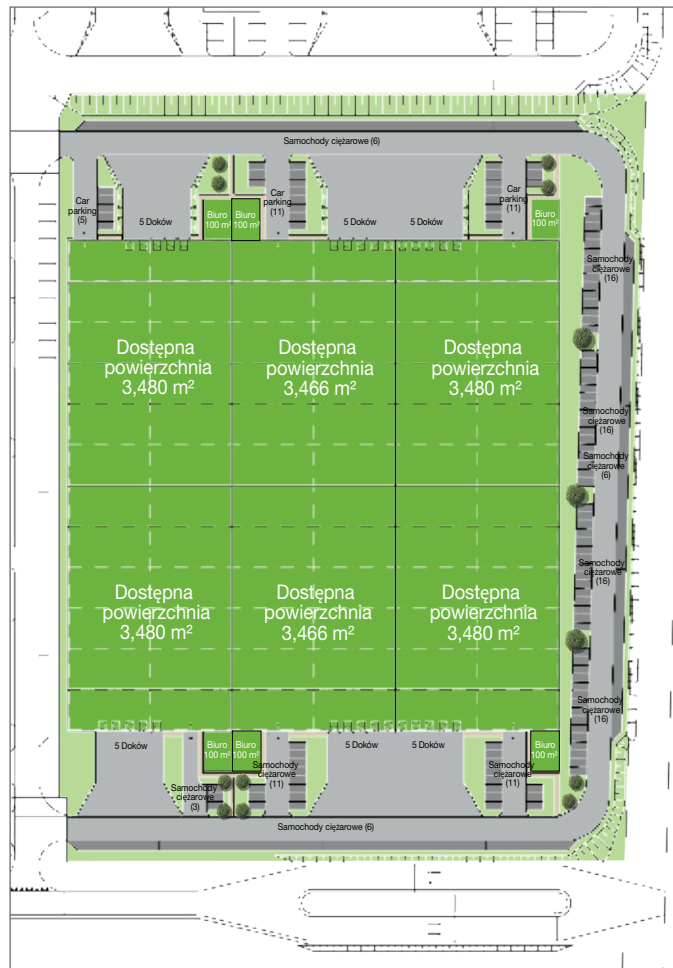 Samochody ciężarowe (6)
Car
parking
(5)
5 Doków
Biuro
100 m²
Biuro
100 m²
Car
parking
(11)
5 Doków
5 Doków
Car
parking
(11)
Biuro
100 m²
Samochody
ciężarowe
(16)
Dostępna
powierzchnia
3,480 m²
Dostępna
powierzchnia
3,466 m²
Dostępna
powierzchnia
3,480 m²
Samochody
ciężarowe
(16)
Samochody
ciężarowe
(6)
Samochody
ciężarowe
(16)
Dostępna
powierzchnia
3,480 m²
Dostępna
powierzchnia
3,466 m²
Dostępna
powierzchnia
3,480 m²
Samochody
ciężarowe
(16)
5 Doków
Biuro
100 m²
Biuro
100 m²
5 Doków
5 Doków
Biuro
100 m²
Samochody
ciężarowe
(3)
Samochody
ciężarowe
(11)
Samochody
ciężarowe
(11)
Samochody ciężarowe (6)